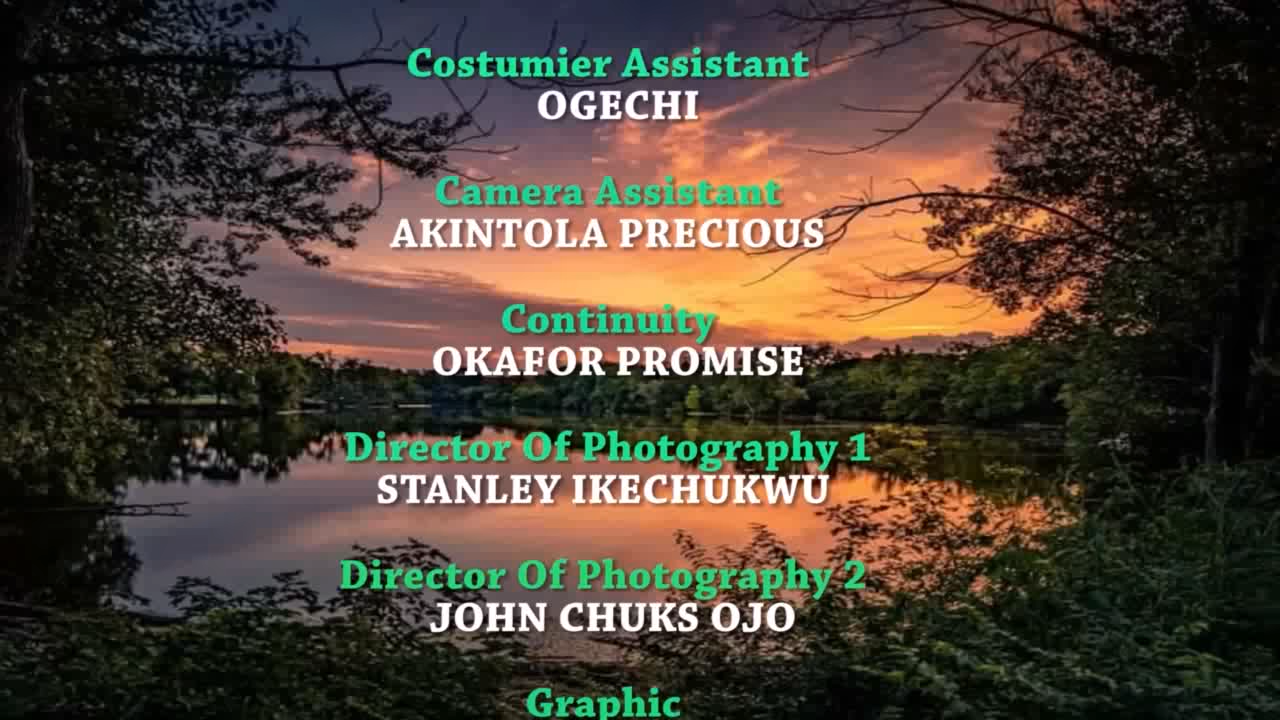 Costumier Assistant
OGECHI
Camera Assistant
AKINTOLA PRECIOUS
Continuity
OKAFOR PROMISE
Director Of Photography 1
STANLEY IKECHUKWU
Director Of Photography 2
JOHN CHUKS OJO
Graphic